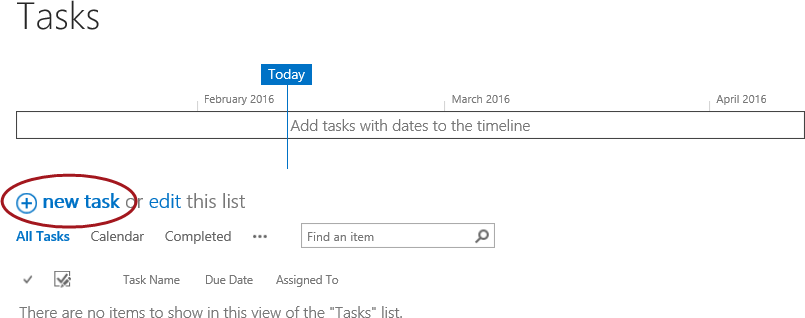 Tasks
Today
February 2016 March 2016 April 2016
Add tasks with dates to the timeline
new task or edit this list
All Tasks Calendar Completed ••• Find an item
Task Name Due Date Assigned To
There are no items to show in this view of the "Tasks" list.